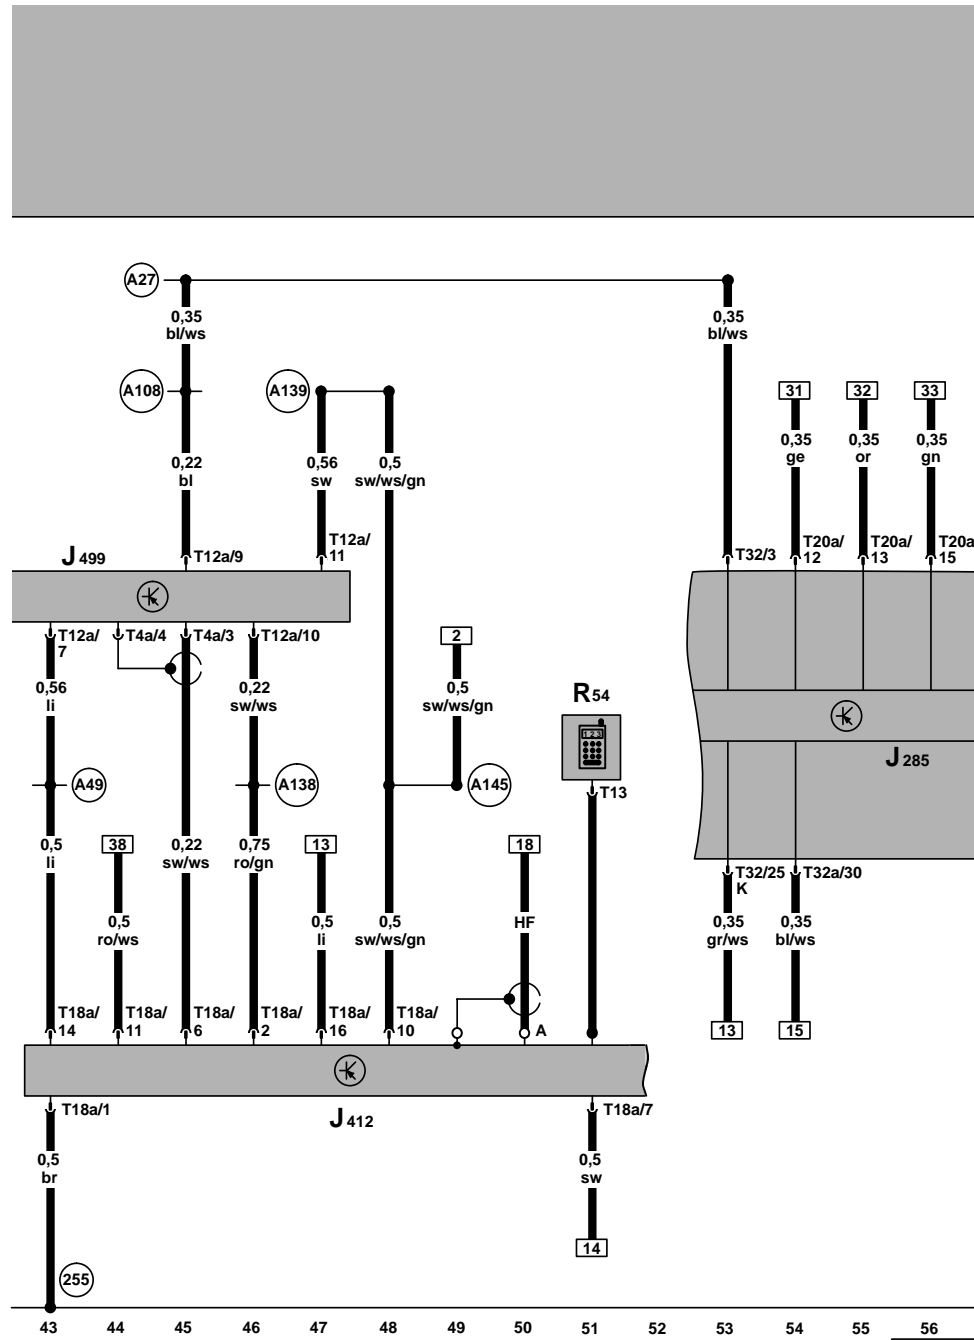 A27
0,35
bl/ws
0,35
bl/ws
A108
A139
31
32
33
0,35
ge
0,35
or
0,35
gn
0,22
bl
0,56
sw
0,5
sw/ws/gn
J 499
T12a/9
T12a/
11
T32/3
T20a/
12
T20a/
13
T20a
15
T12a/
7
T4a/4
T4a/3
T12a/10
2
0,56
li
0,22
sw/ws
0,5
sw/ws/gn
R 54
1 2 3
J 285
A49
A138
A145
T13
0,5
li
38
0,22
sw/ws
0,75
ro/gn
13
18
T32/25
K
T32a/30
0,5
ro/ws
0,5
li
0,5
sw/ws/gn
HF
0,35
gr/ws
0,35
bl/ws
T18a/
14
T18a/
11
T18a/
6
T18a/
2
T18a/
16
T18a/
10
A
13
15
J 412
T18a/1
T18a/7
0,5
br
0,5
sw
14
255
43 44 45 46 47 48 49 50 51 52 53 54 55 56